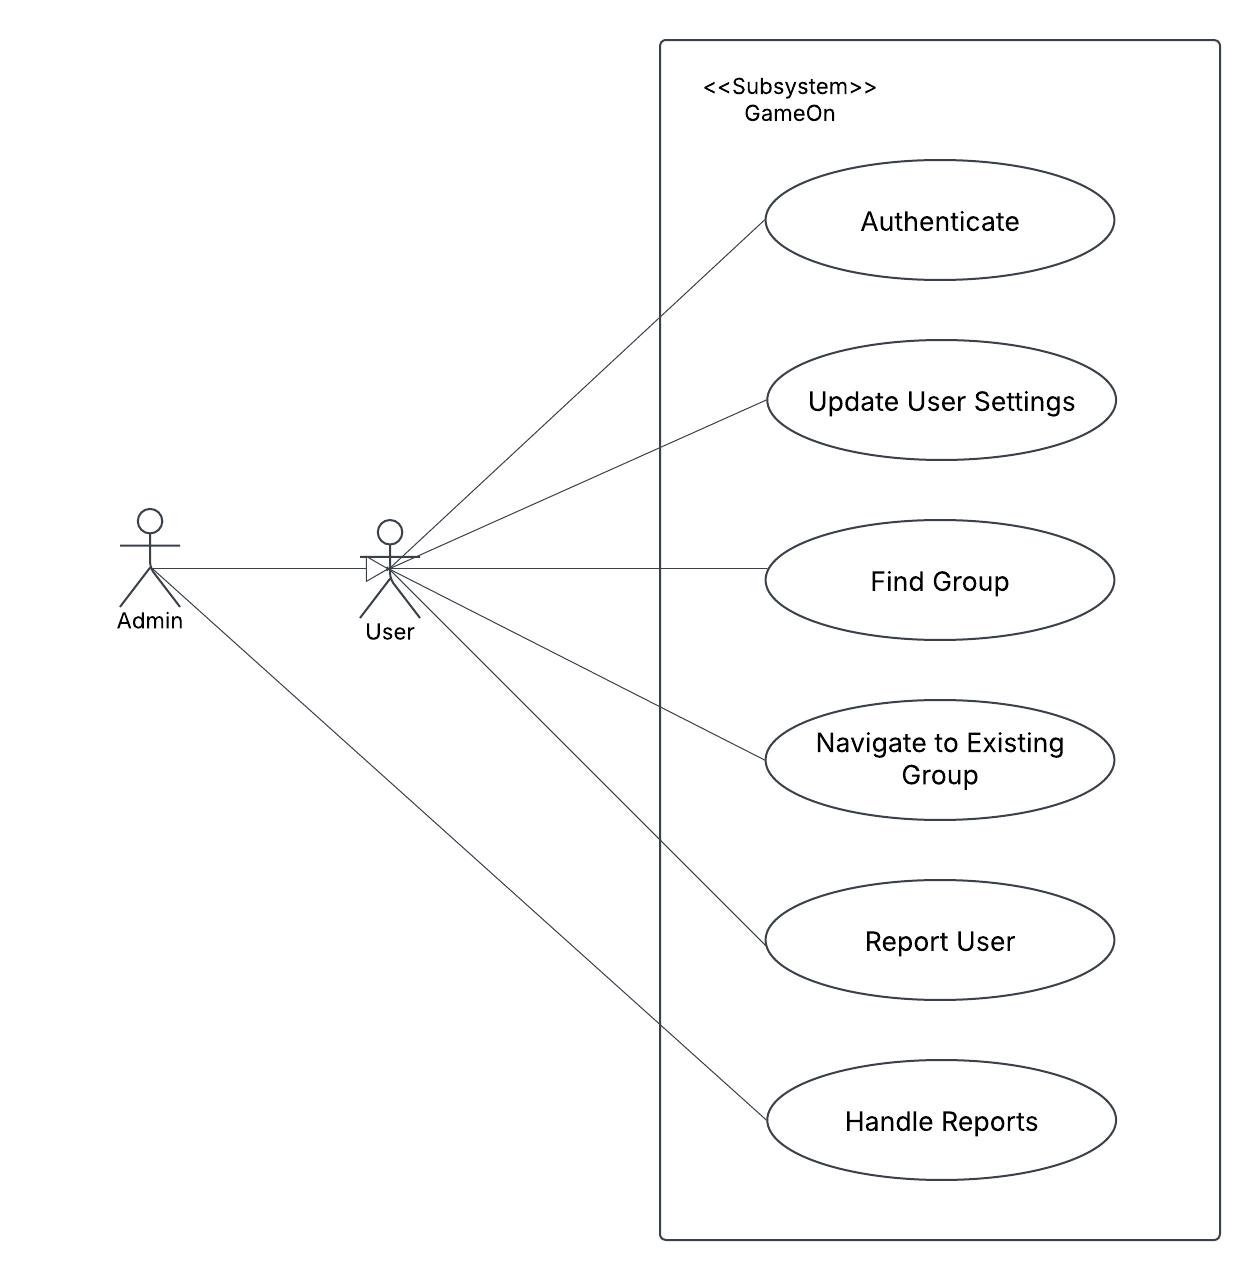 <<Subsystem>>
GameOn
Authenticate
Update User Settings
Find Group
Navigate to Existing
Group
Report User
Handle Reports
Admin
User